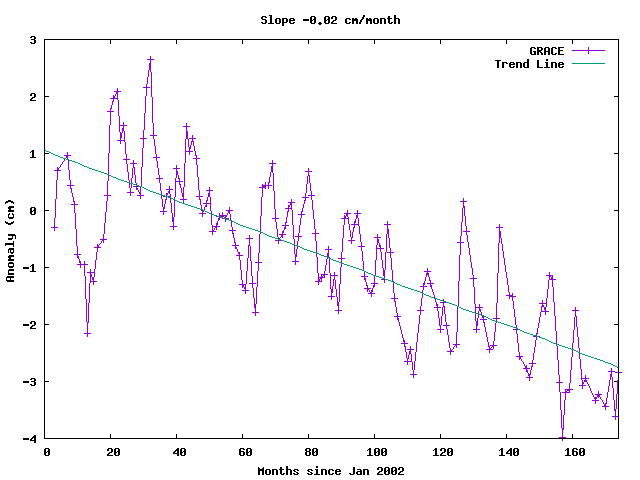 Slope -0.02 cm/month
GRACE
Trend Line
3
2
1
0
-1
-2
-3
-4
Anomaly (cm)
0 20 40 60 80 100 120 140 160
Months since Jan 2002